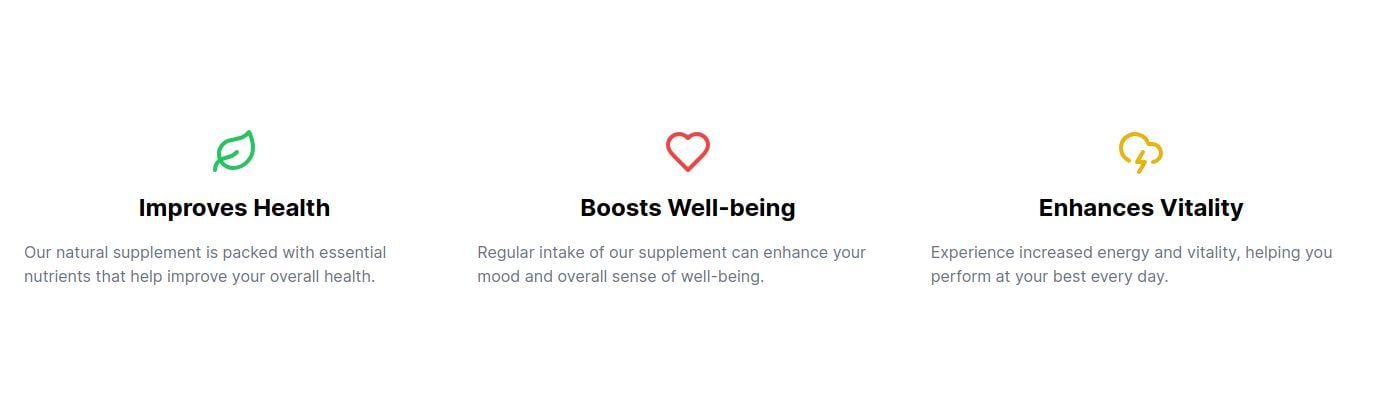 Improves Health
Our natural supplement is packed with essential
nutrients that help improve your overall health.
Boosts Well-being
Regular intake of our supplement can enhance your
mood and overall sense of well-being.
Enhances Vitality
Experience increased energy and vitality, helping you
perform at your best every day.